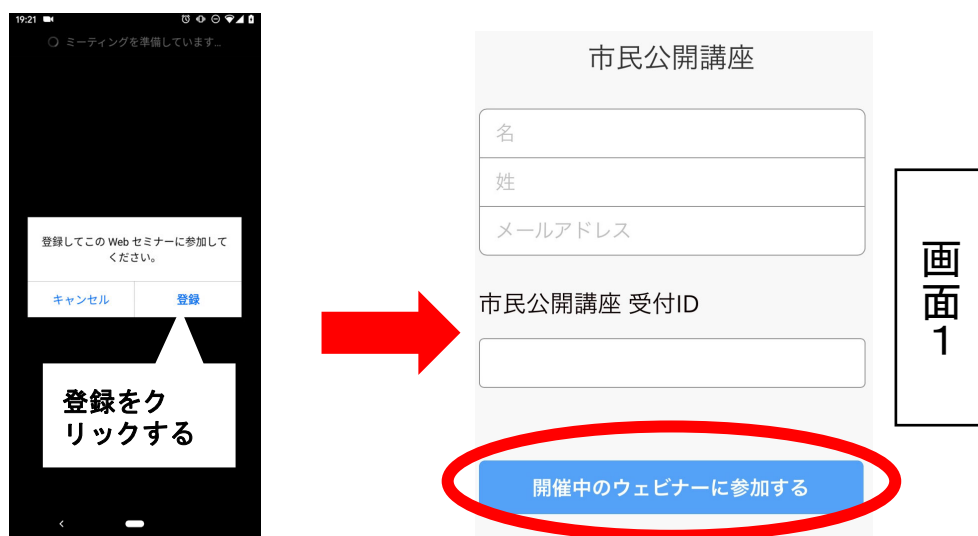 19:21
ミーティングを準備しています...
登録してこの Web セミナーに参加して
ください。
キャンセル
登録
登録をク
リックする
市民公開講座
名
姓
メールアドレス
市民公開講座 受付ID
開催中のウェビナーに参加する
画面1